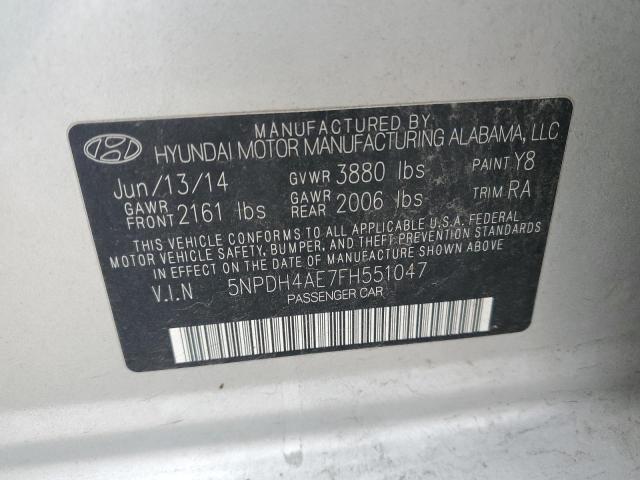 MANUFACTURED BY
HYUNDAI MOTOR MANUFACTURING ALABAMA, LLC
Jun/13/14 GVWR 3880 lbs PAINT Y8
GAWR FRONT 2161 lbs GAWR REAR 2006 lbs TRIM RA
THIS VEHICLE CONFORMS TO ALL APPLICABLE U.S.A. FEDERAL
MOTOR VEHICLE SAFETY, BUMPER, AND THEFT PREVENTION STANDARDS
IN EFFECT ON THE DATE OF MANUFACTURE SHOWN ABOVE.
V.I.N 5NPDH4AE7FH551047
PASSENGER CAR